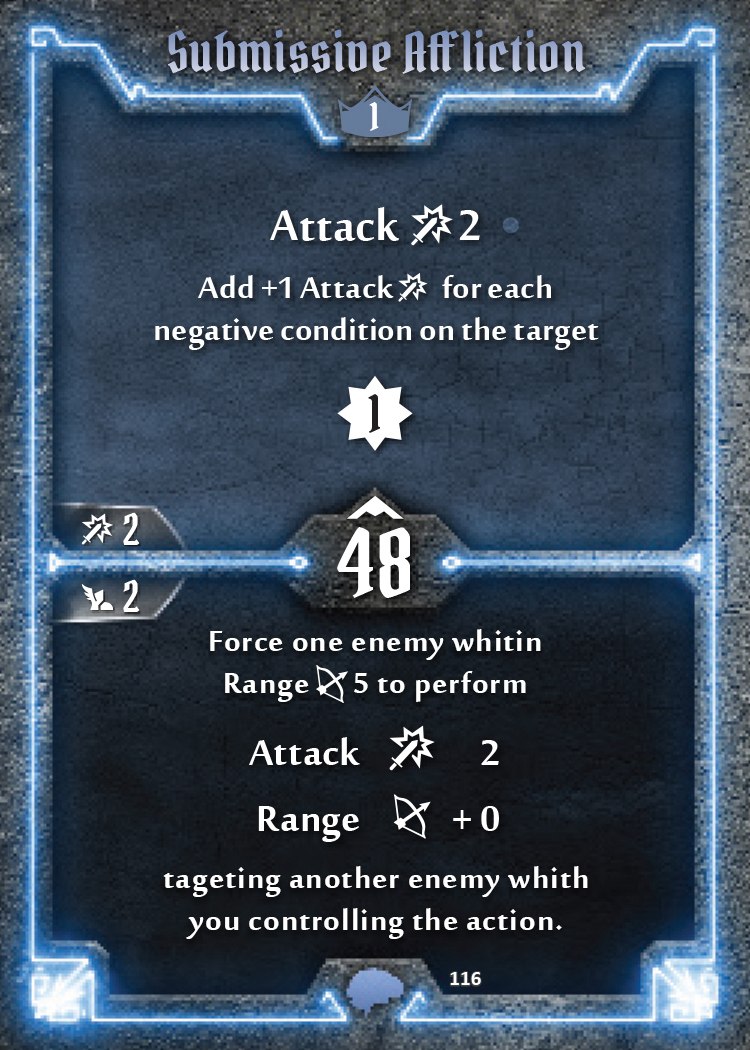 Submissive Affliction
1
Attack 2
Add +1 Attack for each
negative condition on the target
1
2
48
2
Force one enemy whitin
Range 5 to perform
Attack 2
Range + 0
tageting another enemy whith
you controlling the action.
116